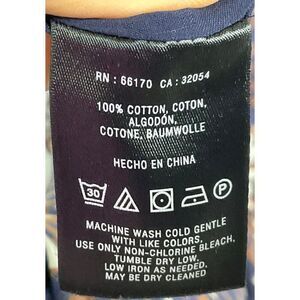 RN : 66170 CA : 32054
100% COTTON, COTON,
ALGODÓN,
COTONE, BAUMWOLLE
HECHO EN CHINA
30 P
MACHINE WASH COLD GENTLE
WITH LIKE COLORS,
USE ONLY NON-CHLORINE BLEACH,
TUMBLE DRY LOW,
LOW IRON AS NEEDED,
MAY BE DRY CLEANED